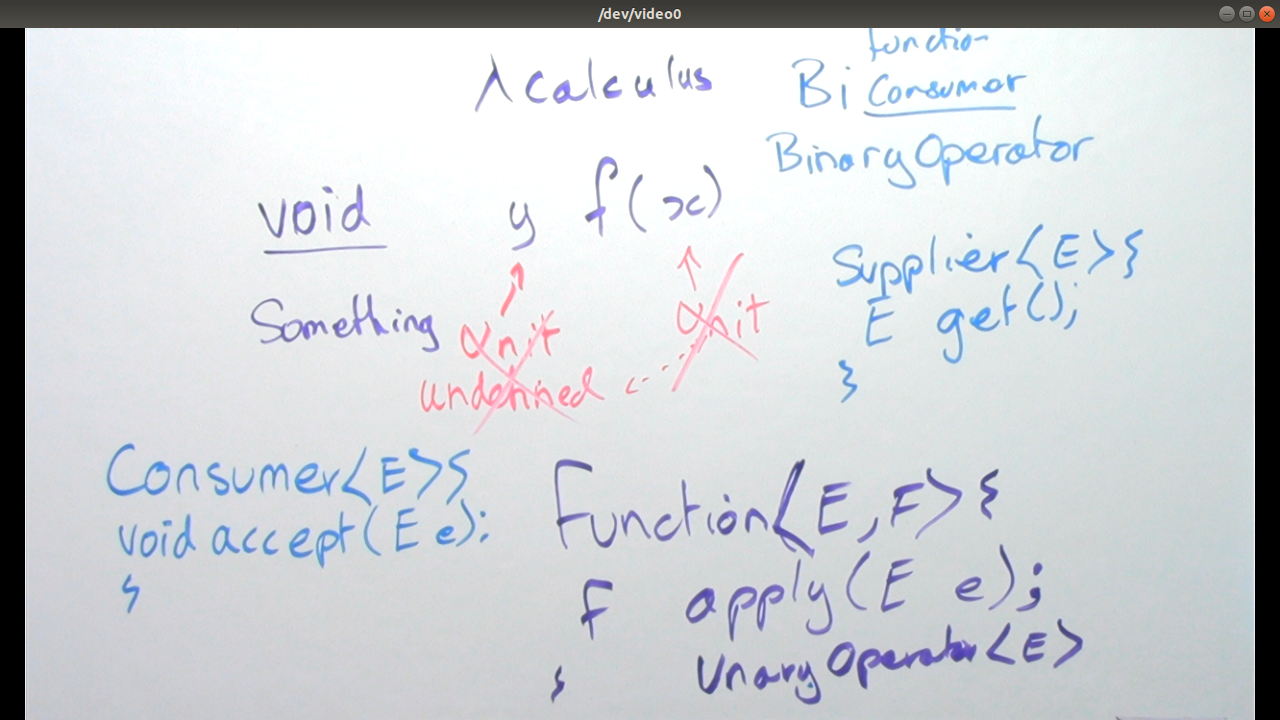 /dev/video0
function
λ calculus
Bi Consumer
BinaryOperator
void y f(x)
Something
unit unit
undefined
Supplier<E>{
E get();
}
Consumer<E>{
void accept(E e);
}
Function<E,F>{
F apply(E e);
}
UnaryOperator<E>